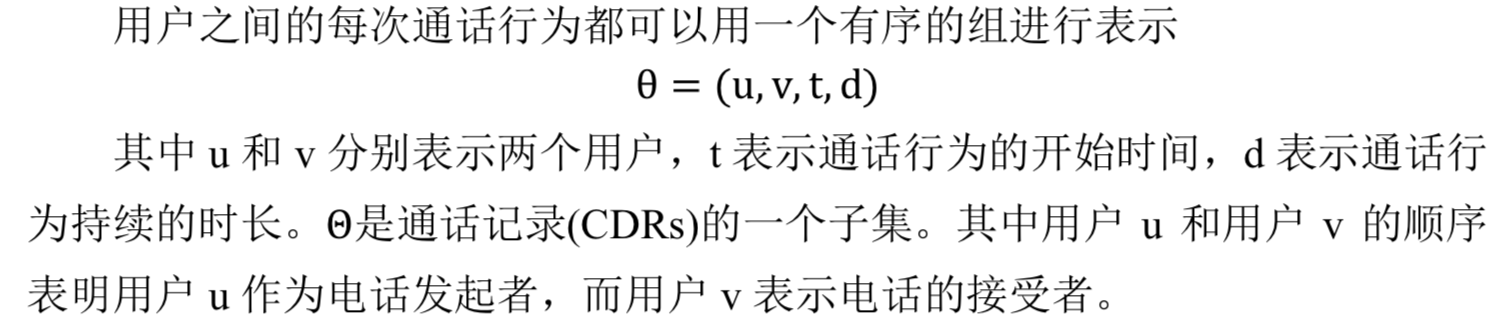 用户之间的每次通话行为都可以用一个有序的组进行表示
θ = (u, v, t, d)
其中 u 和 v 分别表示两个用户，t 表示通话行为的开始时间，d 表示通话行
为持续的时长。Θ是通话记录(CDRs)的一个子集。其中用户 u 和用户 v 的顺序
表明用户 u 作为电话发起者，而用户 v 表示电话的接受者。